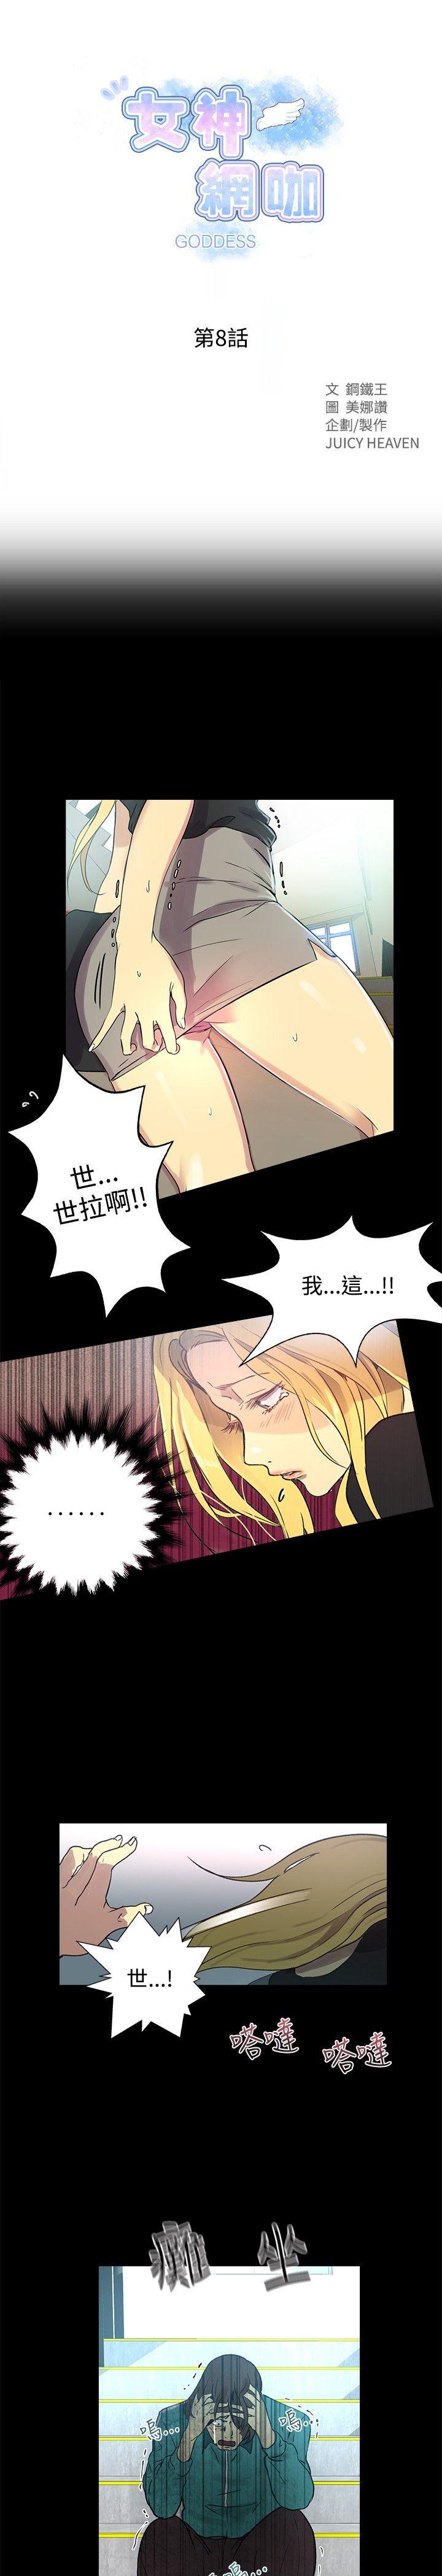 女神
網咖
GODDESS
第8話
文 鋼鐵王
圖 美娜讚
企劃/製作
JUICY HEAVEN
世...
世拉啊!!
我...這...!!
......
世...!
嗒噠
嗒噠
癱坐
嗚...
嗚...
嗚...